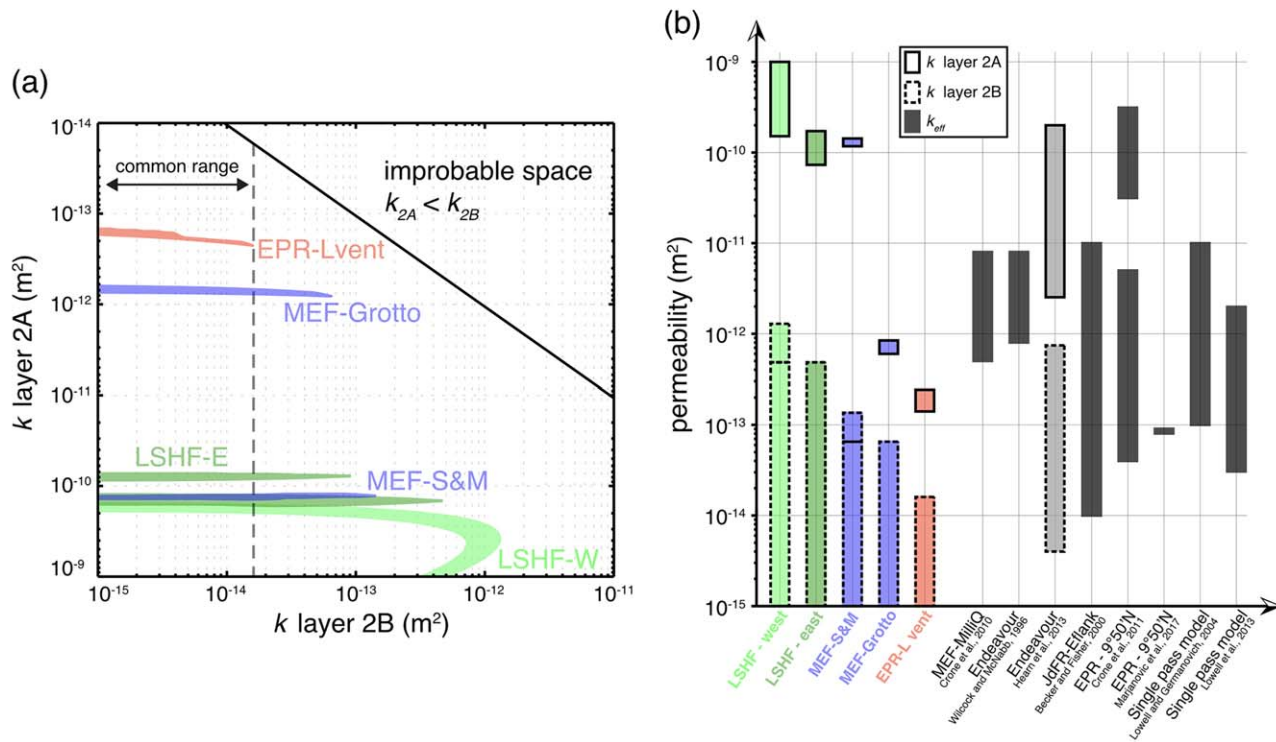 (a)
10⁻¹⁴
10⁻¹³
10⁻¹²
10⁻¹¹
10⁻¹⁰
10⁻⁹
k layer 2A (m²)
common range
improbable space
k2A < k2B
EPR-Lvent
MEF-Grotto
LSHF-E
MEF-S&M
LSHF-W
10⁻¹⁵
10⁻¹⁴
10⁻¹³
10⁻¹²
10⁻¹¹
k layer 2B (m²)
(b)
k layer 2A
k layer 2B
keff
10⁻⁹
10⁻¹⁰
10⁻¹¹
10⁻¹²
10⁻¹³
10⁻¹⁴
10⁻¹⁵
permeability (m²)
LSHF - west
LSHF - east
MEF-S&M
MEF-Grotto
EPR-L vent
MEF-MilliQ
Crone et al., 2010
Endeavour
Wilcock and McNabb, 1996
Endeavour
Hearn et al., 2013
JdFR-Eflank
Becker and Fisher, 2000
EPR - 9°50'N
Crone et al., 2011
EPR - 9°50'N
Marjanovic et al., 2017
Single pass model
Lowell and Germanovich, 2004
Single pass model
Lowell et al., 2013